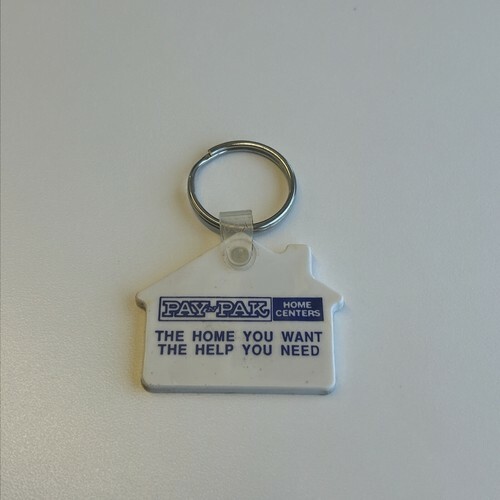 PAY 'n PAK HOME CENTERS
THE HOME YOU WANT
THE HELP YOU NEED